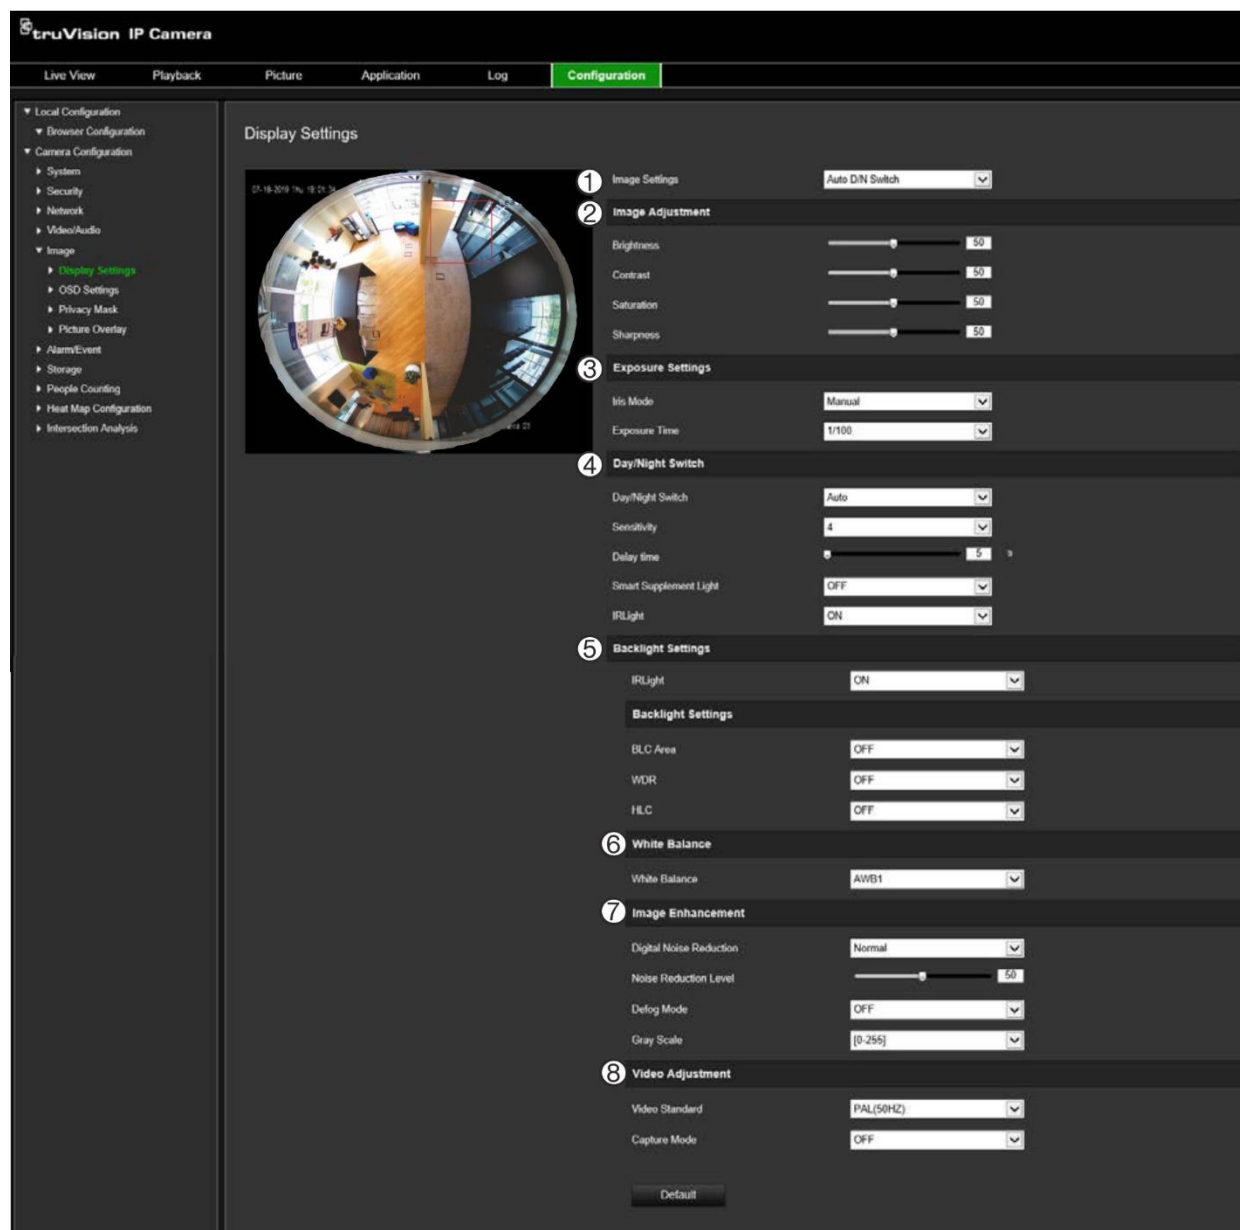 truVision IP Camera
Live View Playback Picture Application Log Configuration
Local Configuration
Browser Configuration
Camera Configuration
System
Security
Network
Video/Audio
Image
Display Settings
OSD Settings
Privacy Mask
Picture Overlay
Alarm/Event
Storage
People Counting
Heat Map Configuration
Intersection Analysis
Display Settings
07-18-2019 Thu
1 Image Settings Auto D/N Switch
2 Image Adjustment
Brightness 50
Contrast 50
Saturation 50
Sharpness 50
3 Exposure Settings
Iris Mode Manual
Exposure Time 1/100
4 Day/Night Switch
Day/Night Switch Auto
Sensitivity 4
Delay time 5 s
Smart Supplement Light OFF
IRLight ON
5 Backlight Settings
IRLight ON
Backlight Settings
BLC Area OFF
WDR OFF
HLC OFF
6 White Balance
White Balance AWB1
7 Image Enhancement
Digital Noise Reduction Normal
Noise Reduction Level 50
Defog Mode OFF
Gray Scale [0-255]
8 Video Adjustment
Video Standard PAL(50HZ)
Capture Mode OFF
Default